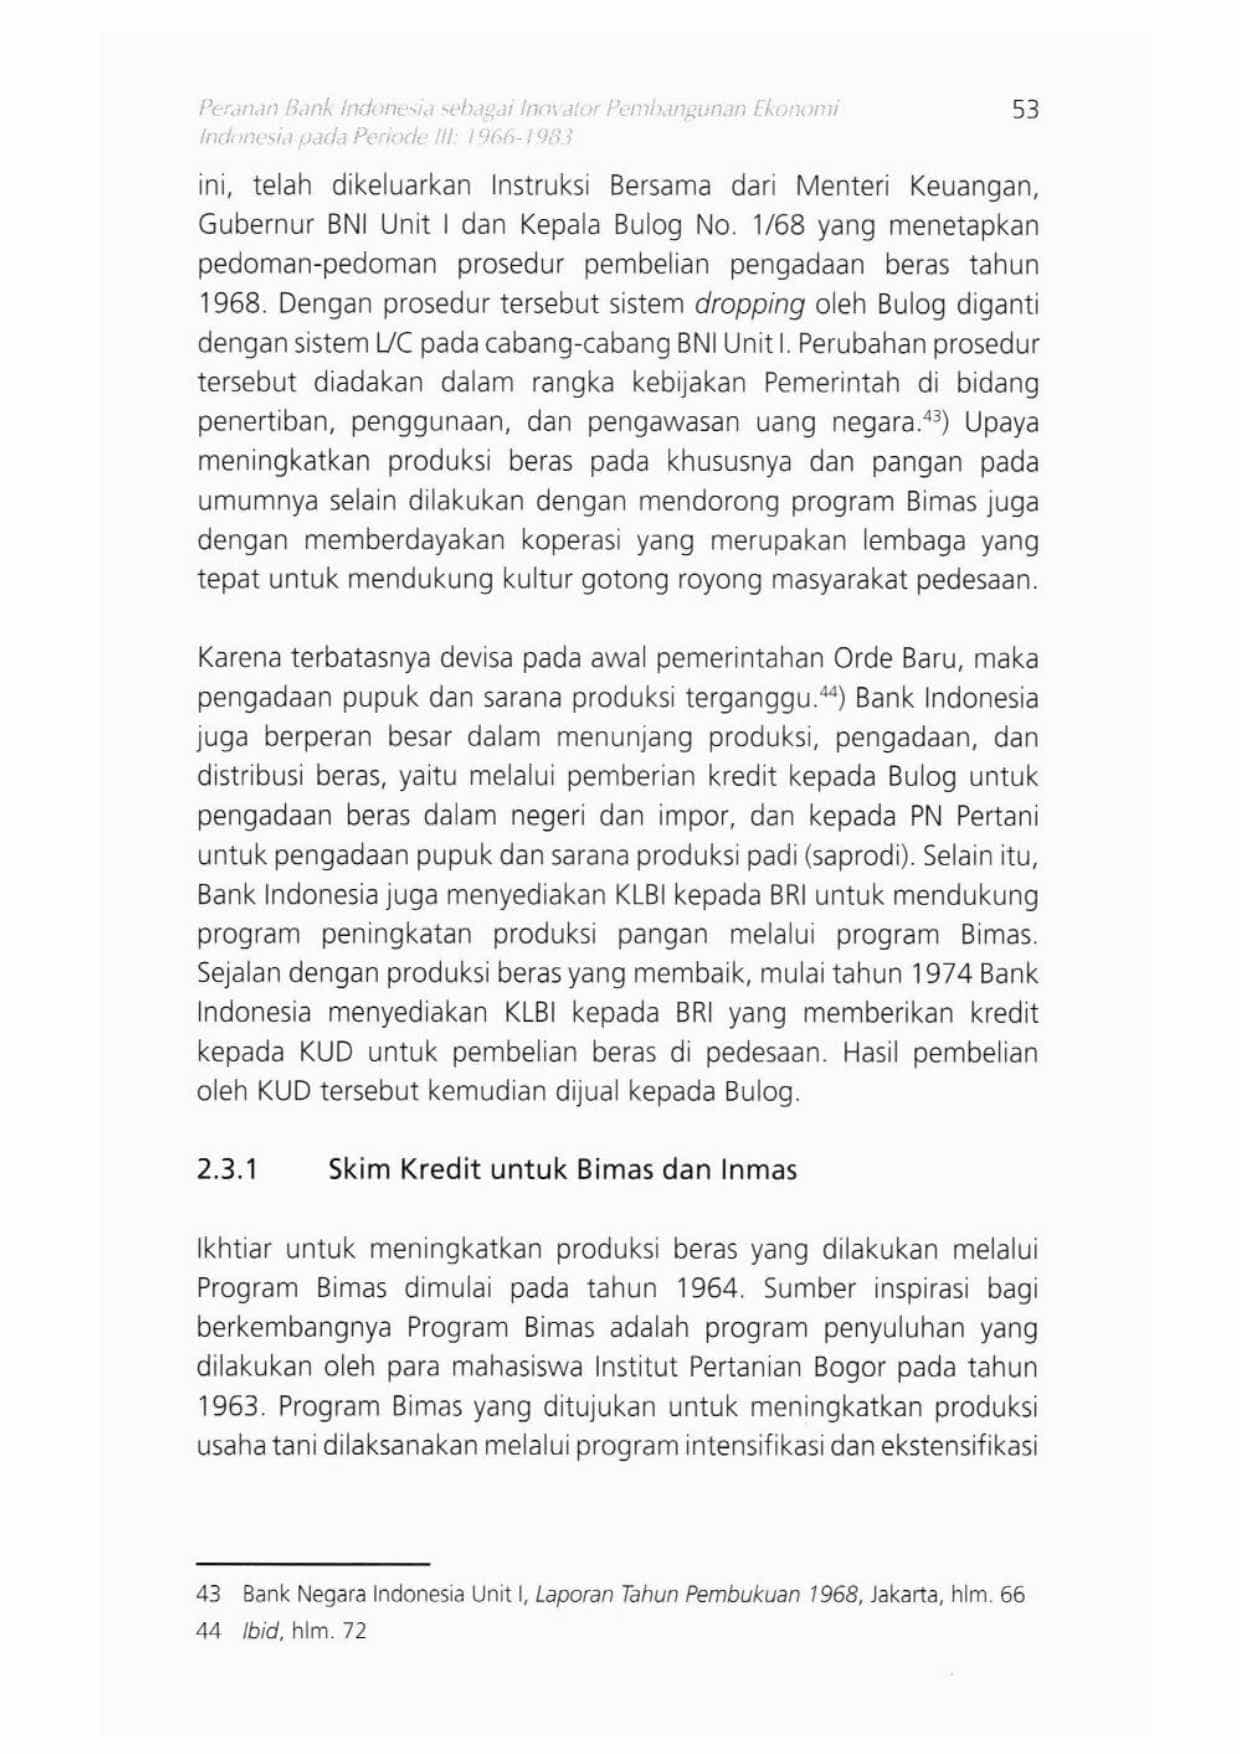 Peranan Bank Indonesia sebagai Inovator Pembangunan Ekonomi
Indonesia pada Periode III: 1966-1983
53
ini, telah dikeluarkan Instruksi Bersama dari Menteri Keuangan,
Gubernur BNI Unit I dan Kepala Bulog No. 1/68 yang menetapkan
pedoman-pedoman prosedur pembelian pengadaan beras tahun
1968. Dengan prosedur tersebut sistem dropping oleh Bulog diganti
dengan sistem L/C pada cabang-cabang BNI Unit I. Perubahan prosedur
tersebut diadakan dalam rangka kebijakan Pemerintah di bidang
penertiban, penggunaan, dan pengawasan uang negara.⁴³) Upaya
meningkatkan produksi beras pada khususnya dan pangan pada
umumnya selain dilakukan dengan mendorong program Bimas juga
dengan memberdayakan koperasi yang merupakan lembaga yang
tepat untuk mendukung kultur gotong royong masyarakat pedesaan.
Karena terbatasnya devisa pada awal pemerintahan Orde Baru, maka
pengadaan pupuk dan sarana produksi terganggu.⁴⁴) Bank Indonesia
juga berperan besar dalam menunjang produksi, pengadaan, dan
distribusi beras, yaitu melalui pemberian kredit kepada Bulog untuk
pengadaan beras dalam negeri dan impor, dan kepada PN Pertani
untuk pengadaan pupuk dan sarana produksi padi (saprodi). Selain itu,
Bank Indonesia juga menyediakan KLBI kepada BRI untuk mendukung
program peningkatan produksi pangan melalui program Bimas.
Sejalan dengan produksi beras yang membaik, mulai tahun 1974 Bank
Indonesia menyediakan KLBI kepada BRI yang memberikan kredit
kepada KUD untuk pembelian beras di pedesaan. Hasil pembelian
oleh KUD tersebut kemudian dijual kepada Bulog.
2.3.1 Skim Kredit untuk Bimas dan Inmas
Ikhtiar untuk meningkatkan produksi beras yang dilakukan melalui
Program Bimas dimulai pada tahun 1964. Sumber inspirasi bagi
berkembangnya Program Bimas adalah program penyuluhan yang
dilakukan oleh para mahasiswa Institut Pertanian Bogor pada tahun
1963. Program Bimas yang ditujukan untuk meningkatkan produksi
usaha tani dilaksanakan melalui program intensifikasi dan ekstensifikasi
43 Bank Negara Indonesia Unit I, Laporan Tahun Pembukuan 1968, Jakarta, hlm. 66
44 Ibid, hlm. 72